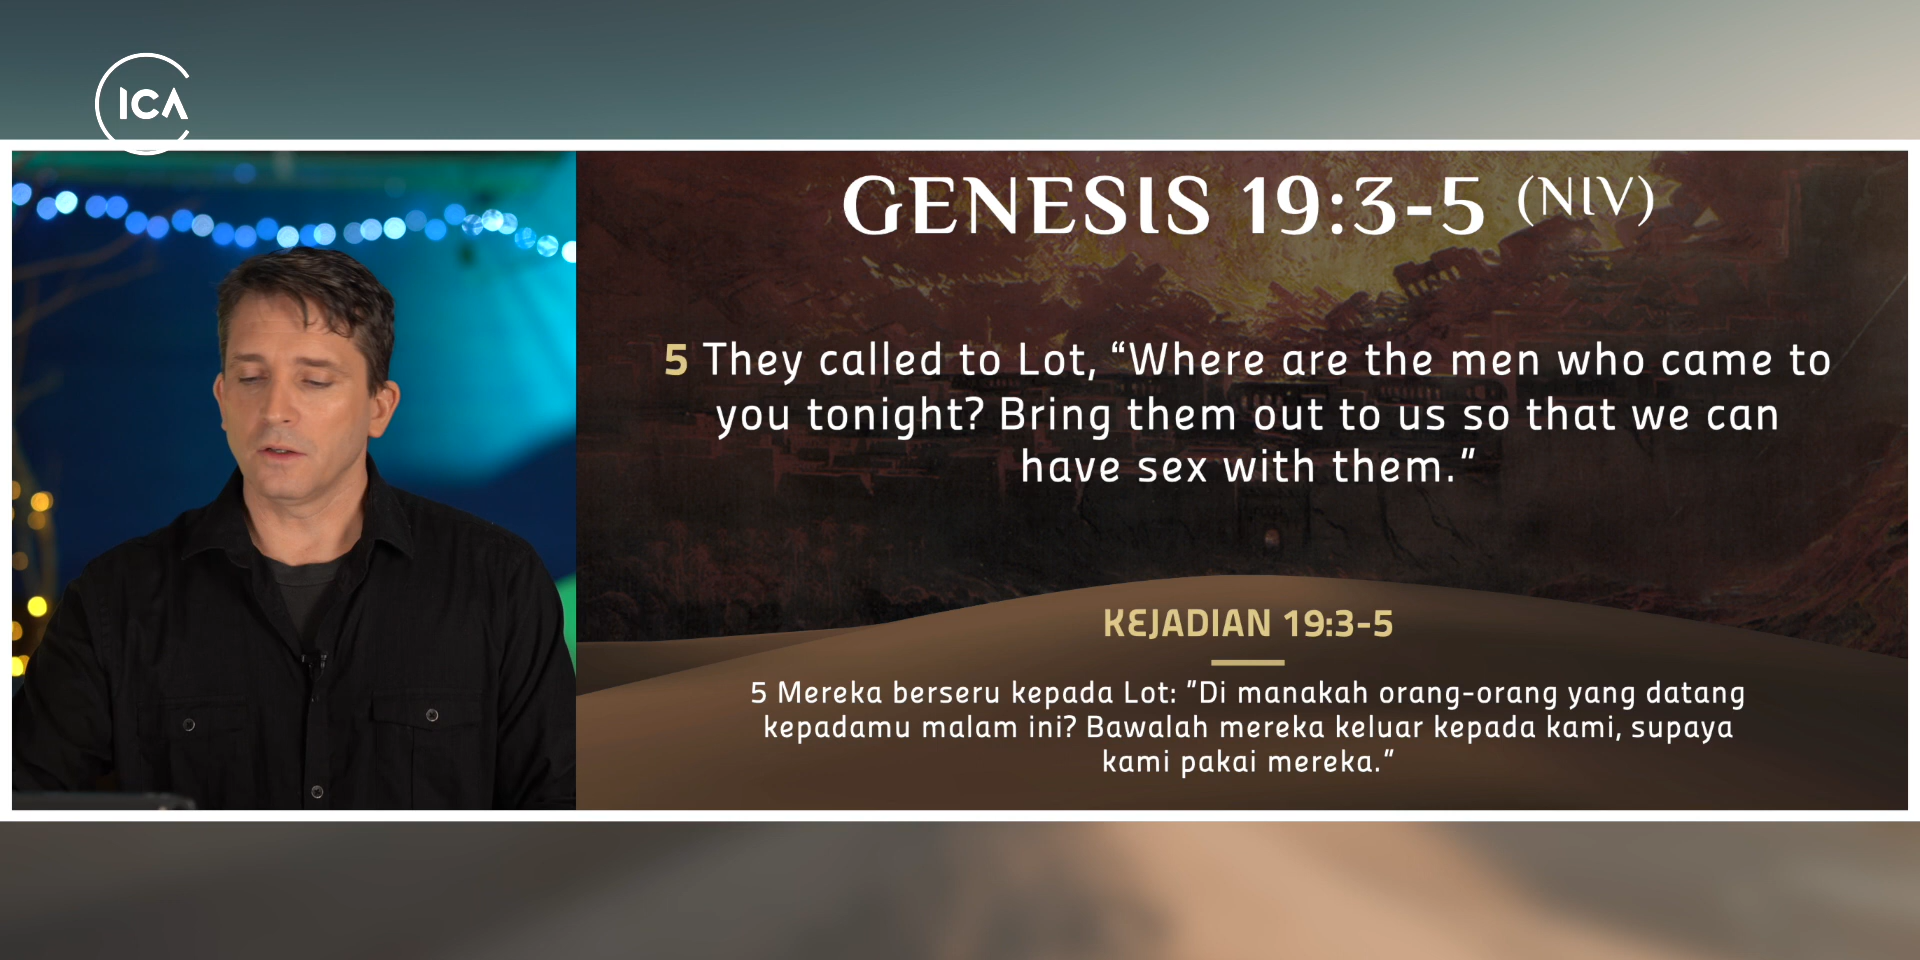 ICA
GENESIS 19:3-5 (NIV)
5 They called to Lot, “Where are the men who came to
you tonight? Bring them out to us so that we can
have sex with them.”
KEJADIAN 19:3-5
5 Mereka berseru kepada Lot: "Di manakah orang-orang yang datang
kepadamu malam ini? Bawalah mereka keluar kepada kami, supaya
kami pakai mereka."